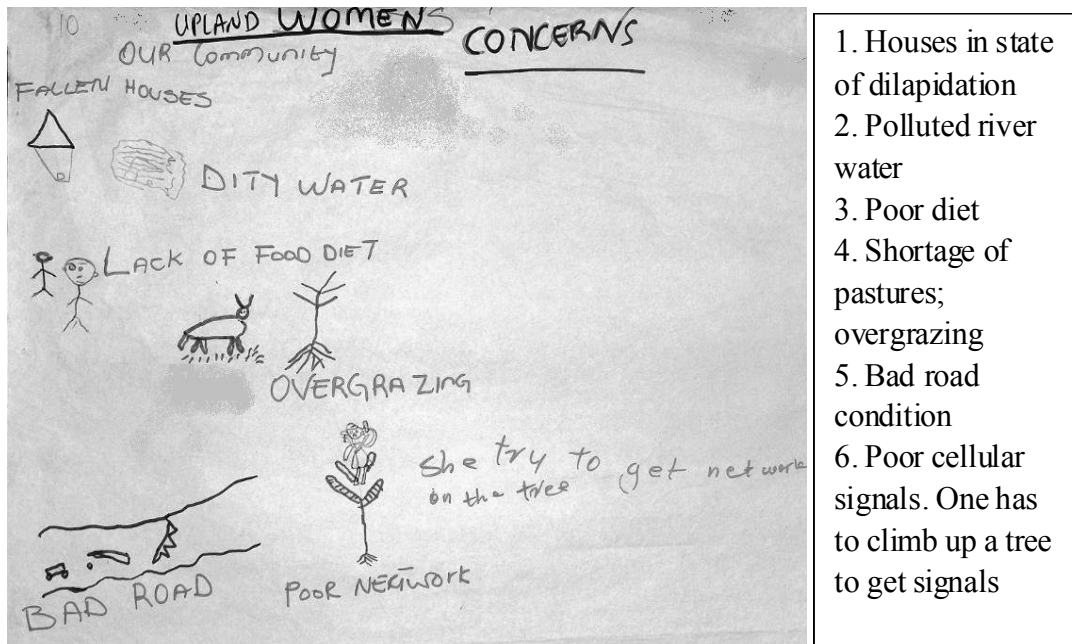 10
UPLAND WOMENS
CONCERNS
OUR Community
FALLEN HOUSES
DITY WATER
LACK OF FOOD DIET
OVERGRAZING
She try to get network
on the tree
BAD ROAD
POOR NERTWORK
1. Houses in state
of dilapidation
2. Polluted river
water
3. Poor diet
4. Shortage of
pastures;
overgrazing
5. Bad road
condition
6. Poor cellular
signals. One has
to climb up a tree
to get signals